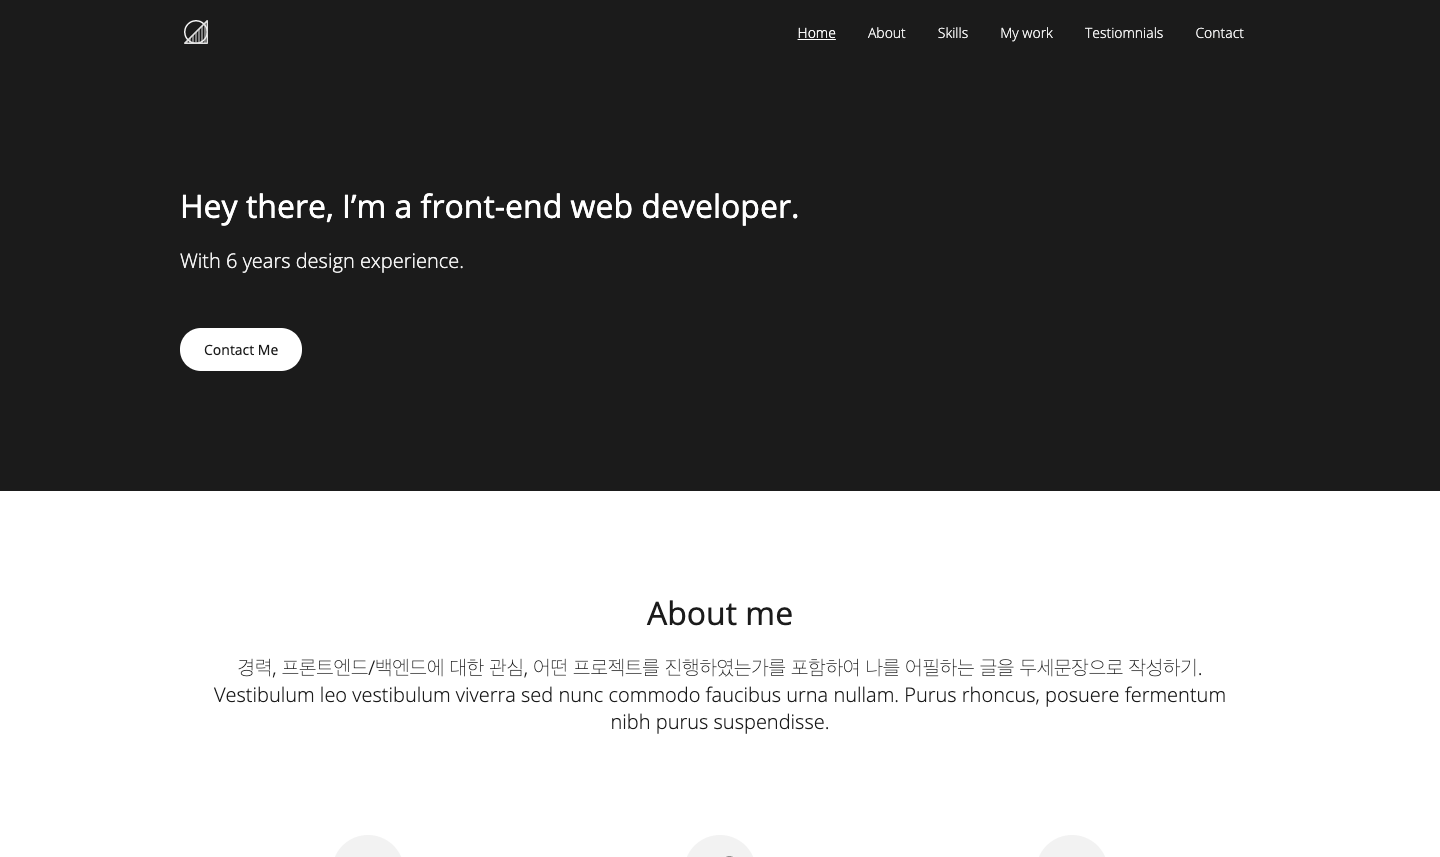 Home About Skills My work Testiomnials Contact
Hey there, I’m a front-end web developer.
With 6 years design experience.
Contact Me
About me
경력, 프론트엔드/백엔드에 대한 관심, 어떤 프로젝트를 진행하였는가를 포함하여 나를 어필하는 글을 두세문장으로 작성하기.
Vestibulum leo vestibulum viverra sed nunc commodo faucibus urna nullam. Purus rhoncus, posuere fermentum
nibh purus suspendisse.